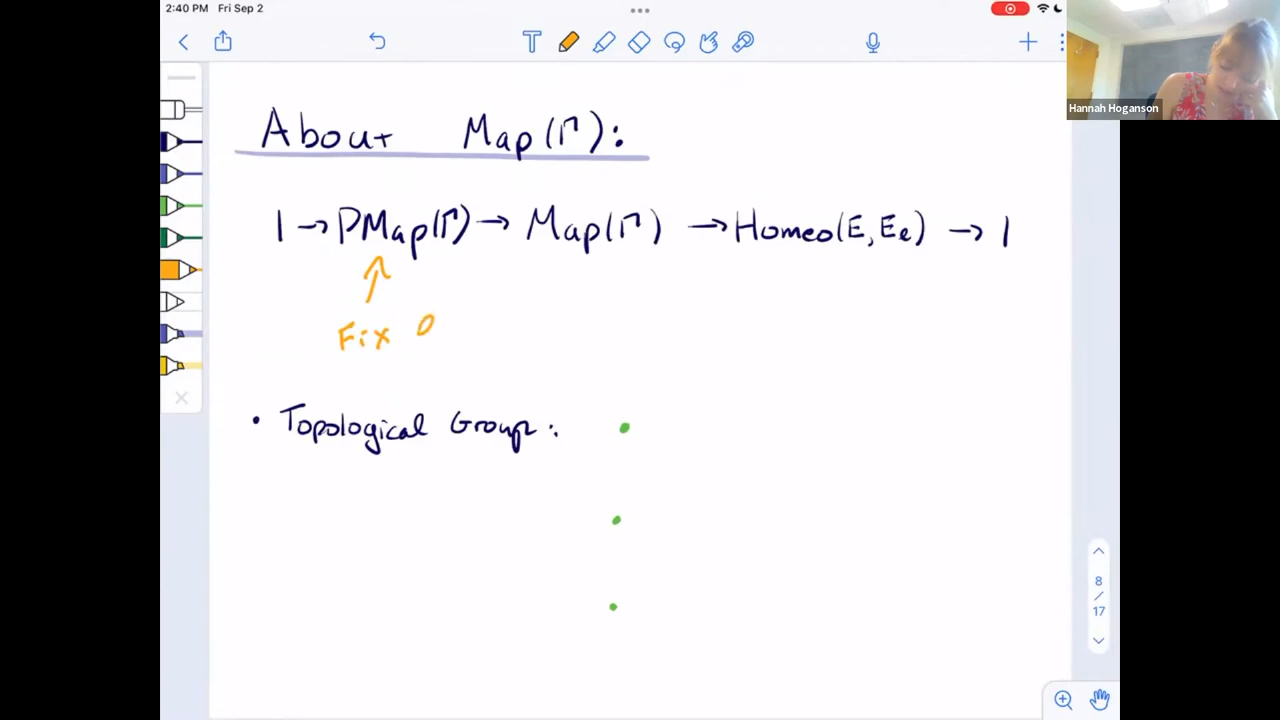 2:40 PM Fri Sep 2
Hannah Hoganson
About Map(Γ):
1 → PMap(Γ) → Map(Γ) → Homeo(E, Eₑ) → 1
Fix
• Topological Group:
8
/
17